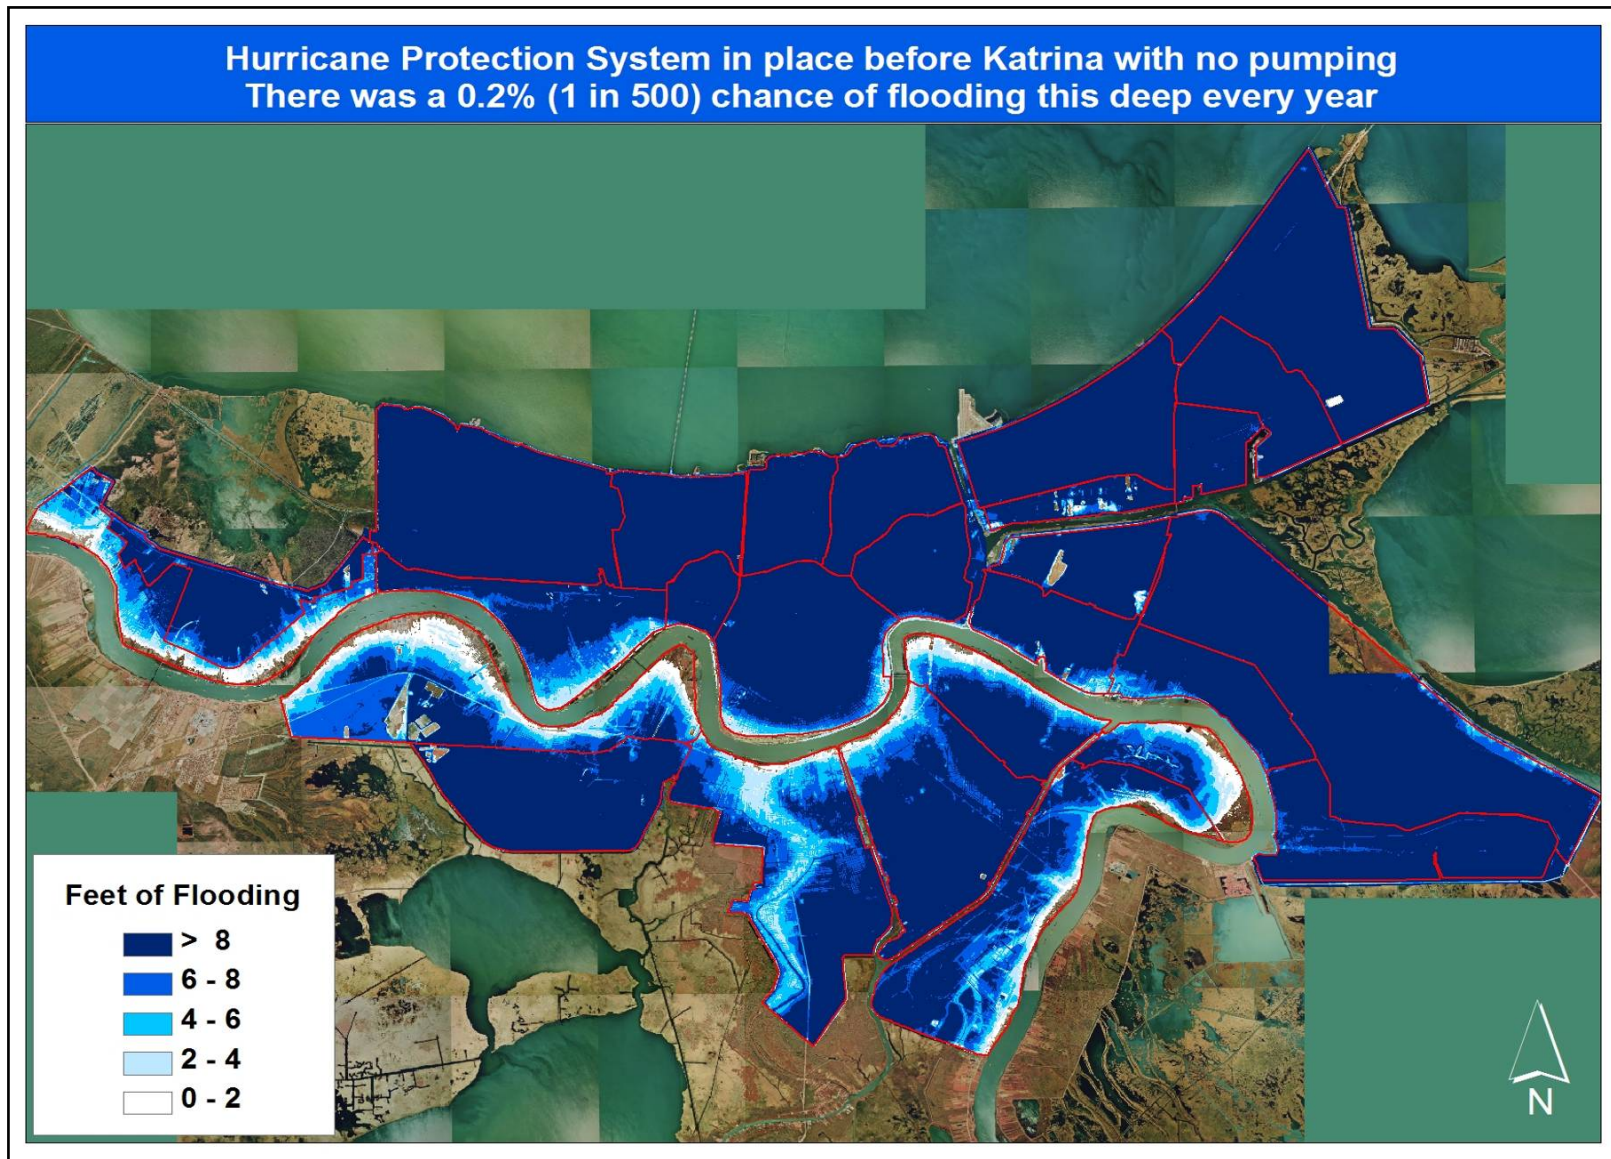 Hurricane Protection System in place before Katrina with no pumping
There was a 0.2% (1 in 500) chance of flooding this deep every year
Feet of Flooding
> 8
6 - 8
4 - 6
2 - 4
0 - 2
N